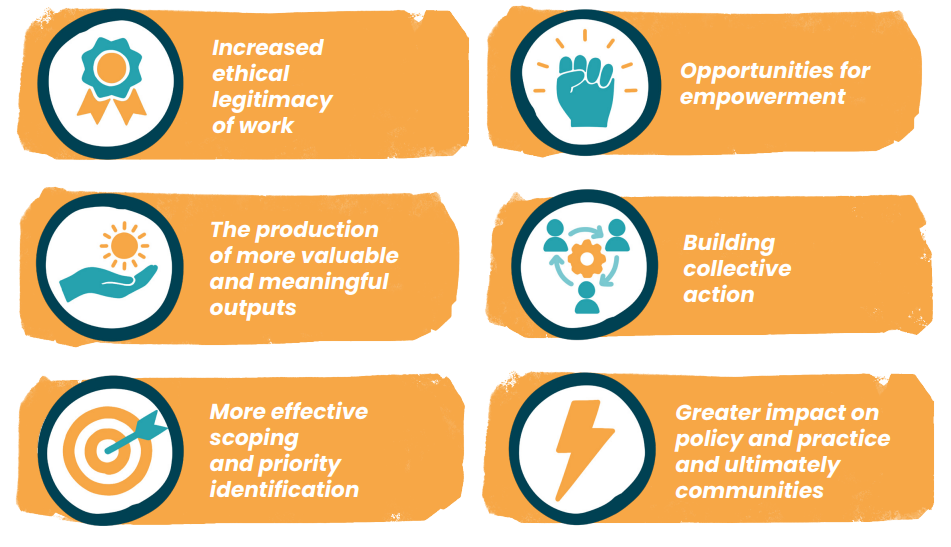 Increased
ethical
legitimacy
of work
Opportunities for
empowerment
The production
of more valuable
and meaningful
outputs
Building
collective
action
More effective
scoping
and priority
identification
Greater impact on
policy and practice
and ultimately
communities